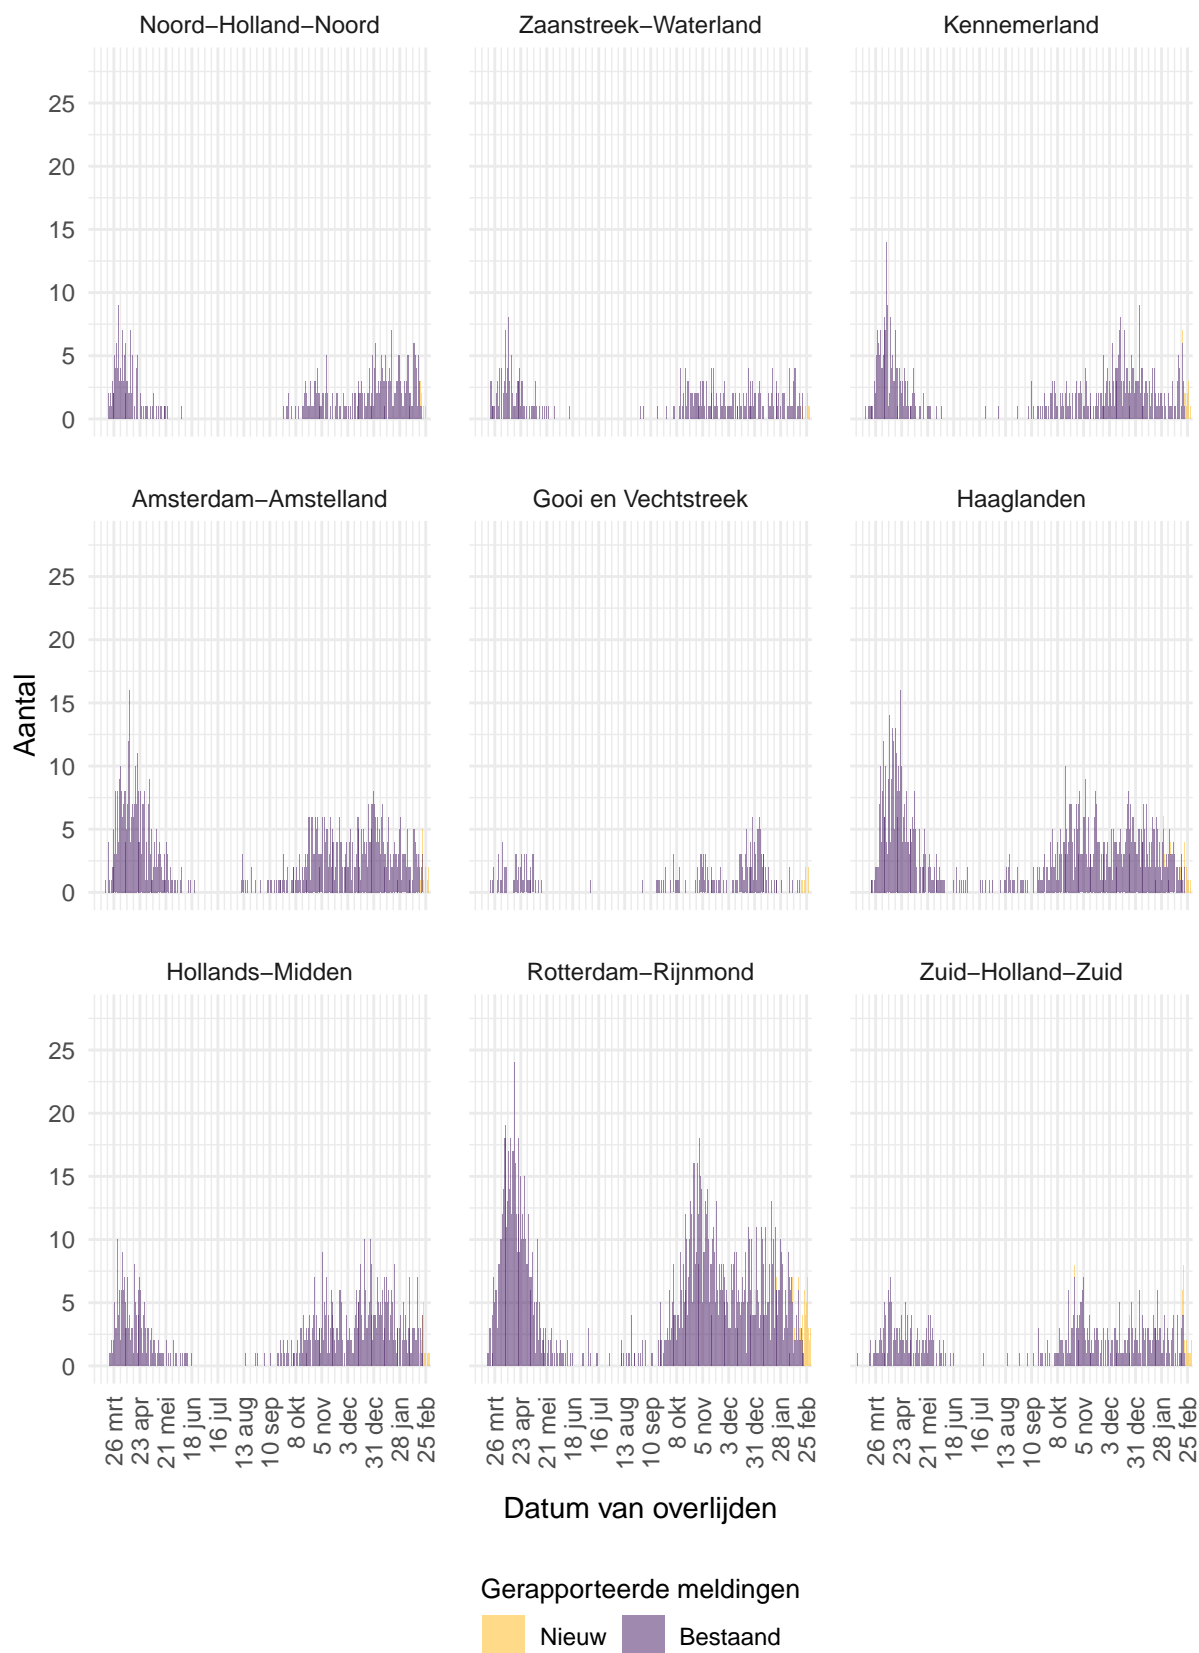 Noord−Holland−Noord Zaanstreek−Waterland Kennemerland
25
20
15
10
5
0
Amsterdam−Amstelland Gooi en Vechtstreek Haaglanden
25
20
15
10
5
0
Aantal
Hollands−Midden Rotterdam−Rijnmond Zuid−Holland−Zuid
25
20
15
10
5
0
26 mrt 23 apr 21 mei 18 jun 16 jul 13 aug 10 sep 8 okt 5 nov 3 dec 31 dec 28 jan 25 feb 26 mrt 23 apr 21 mei 18 jun 16 jul 13 aug 10 sep 8 okt 5 nov 3 dec 31 dec 28 jan 25 feb 26 mrt 23 apr 21 mei 18 jun 16 jul 13 aug 10 sep 8 okt 5 nov 3 dec 31 dec 28 jan 25 feb
Datum van overlijden
Gerapporteerde meldingen
Nieuw Bestaand